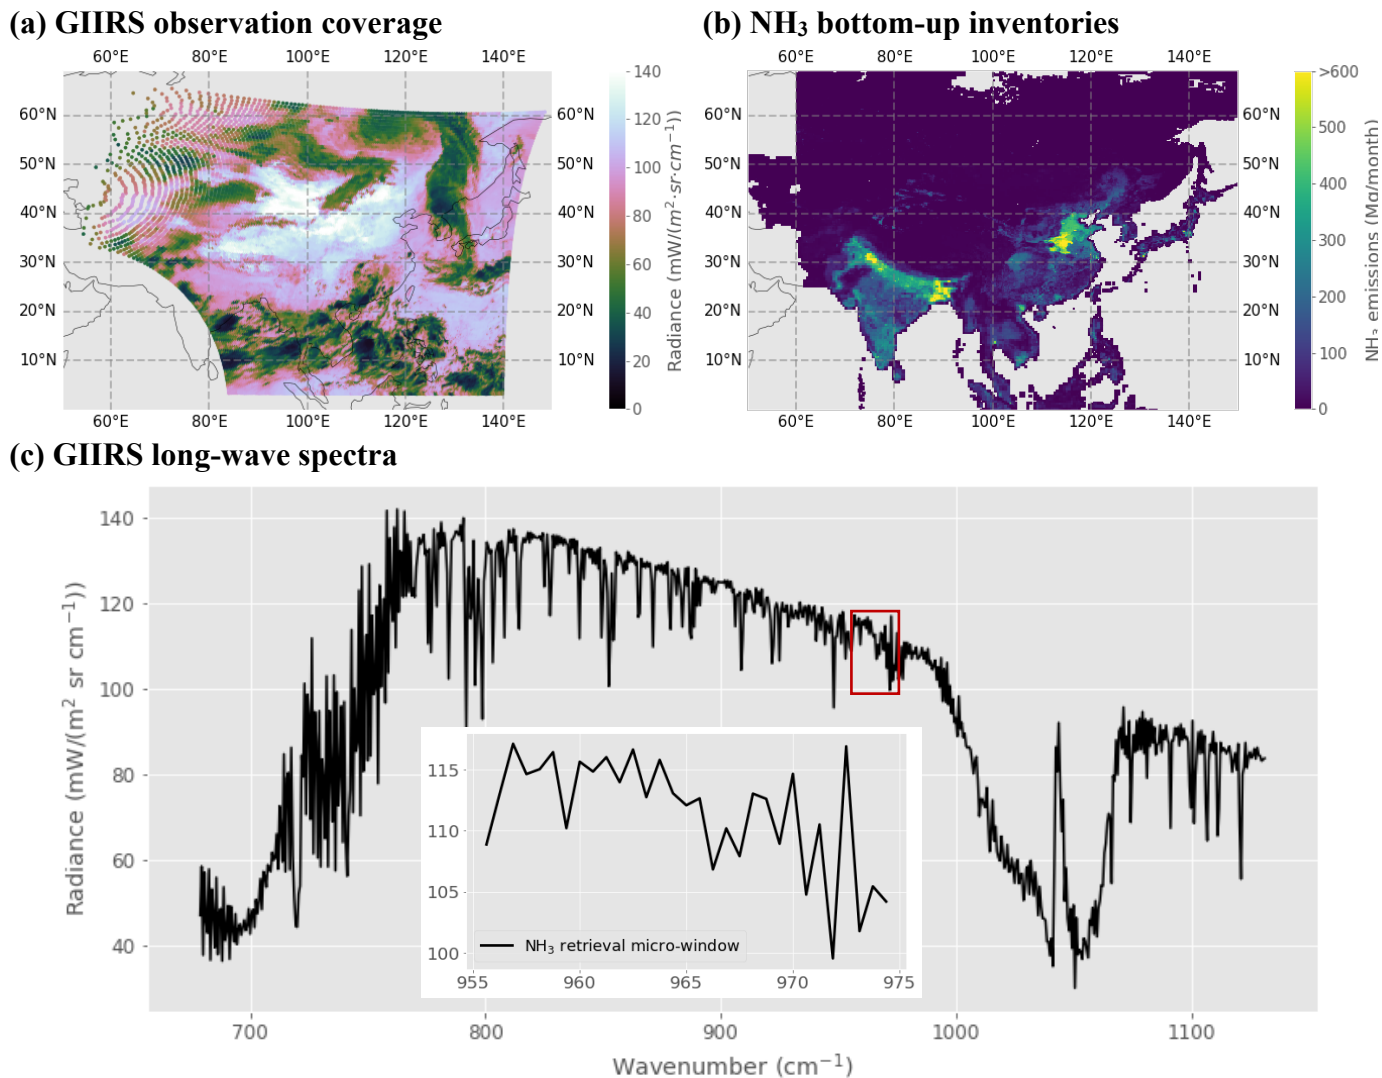 (a) GIIRS observation coverage
60°E 80°E 100°E 120°E 140°E
60°N 60°N
50°N 50°N
40°N 40°N
30°N 30°N
20°N 20°N
10°N 10°N
60°E 80°E 100°E 120°E 140°E
140
120
100
80
60
40
20
0
Radiance (mW/(m²·sr·cm⁻¹))
(b) NH₃ bottom-up inventories
60°E 80°E 100°E 120°E 140°E
60°N 60°N
50°N 50°N
40°N 40°N
30°N 30°N
20°N 20°N
10°N 10°N
60°E 80°E 100°E 120°E 140°E
>600
500
400
300
200
100
0
NH₃ emissions (Mg/month)
(c) GIIRS long-wave spectra
140
120
100
80
60
40
Radiance (mW/(m² sr cm⁻¹))
115
110
105
100
NH₃ retrieval micro-window
955 960 965 970 975
700 800 900 1000 1100
Wavenumber (cm⁻¹)